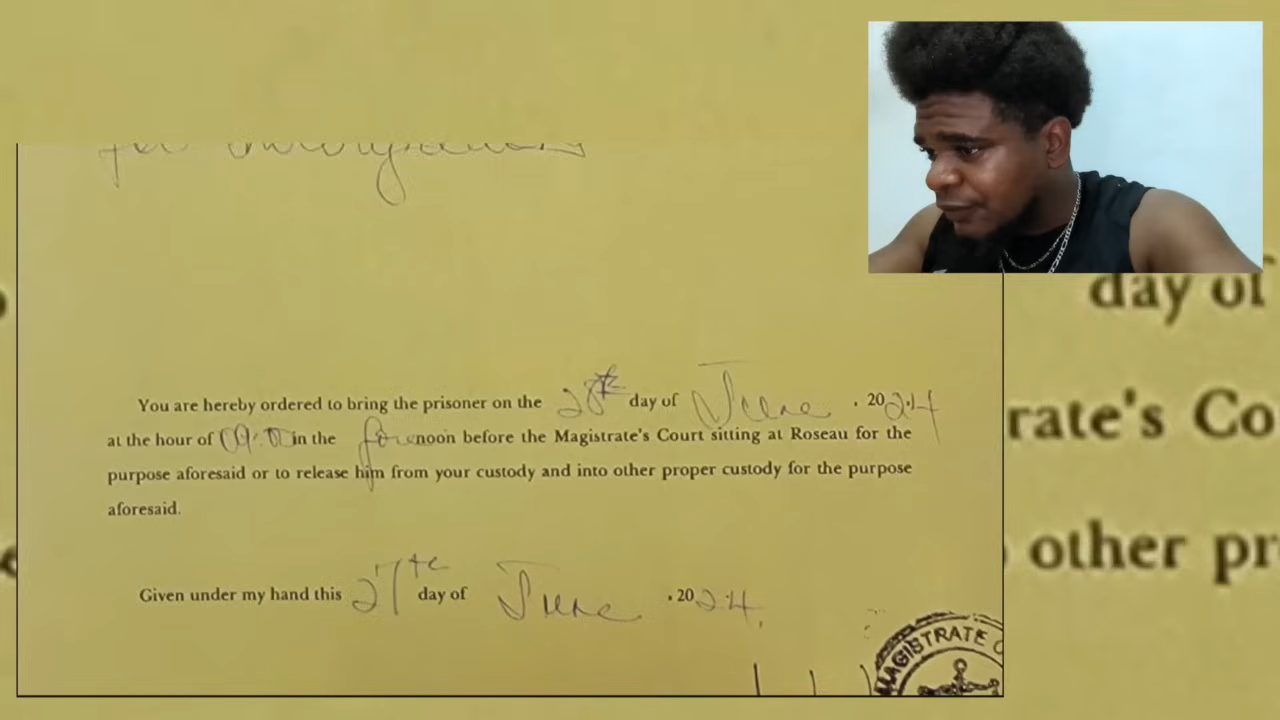 for
You are hereby ordered to bring the prisoner on the 28th day of June . 2024
at the hour of 09:00 in the forenoon before the Magistrate's Court sitting at Roseau for the
purpose aforesaid or to release him from your custody and into other proper custody for the purpose
aforesaid.
Given under my hand this 27th day of June . 2024.
MAGISTRATE
day of
rate's Co
other pr